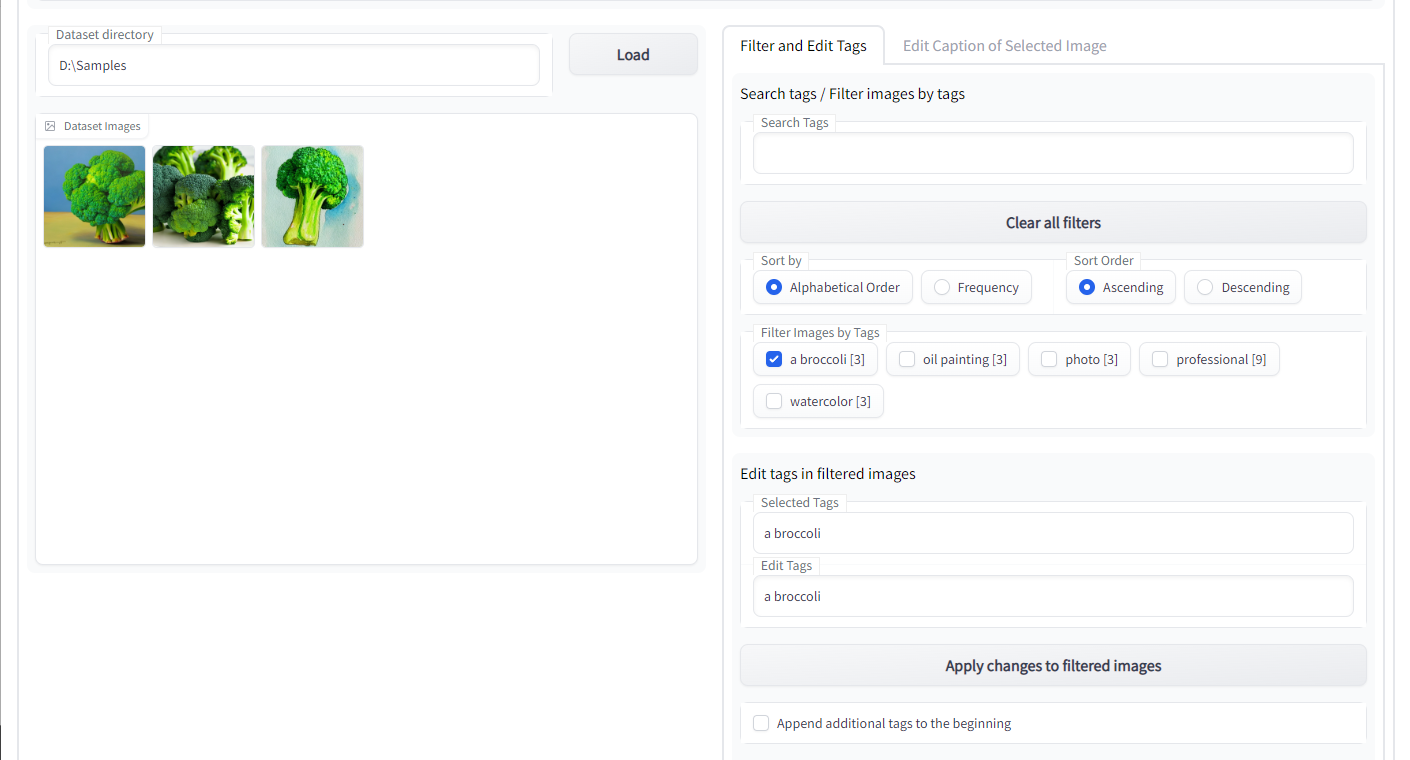 Dataset directory
D:\Samples
Load
Dataset Images
Filter and Edit Tags
Edit Caption of Selected Image
Search tags / Filter images by tags
Search Tags
Clear all filters
Sort by
Alphabetical Order
Frequency
Sort Order
Ascending
Descending
Filter Images by Tags
a broccoli [3]
oil painting [3]
photo [3]
professional [9]
watercolor [3]
Edit tags in filtered images
Selected Tags
a broccoli
Edit Tags
a broccoli
Apply changes to filtered images
Append additional tags to the beginning